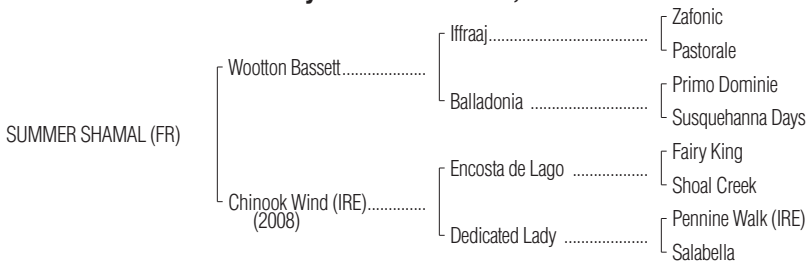 Zafonic
Iffraaj
Pastorale
Wootton Bassett
Primo Dominie
Balladonia
Susquehanna Days
SUMMER SHAMAL (FR)
Fairy King
Encosta de Lago
Shoal Creek
Chinook Wind (IRE)
(2008)
Pennine Walk (IRE)
Dedicated Lady
Salabella